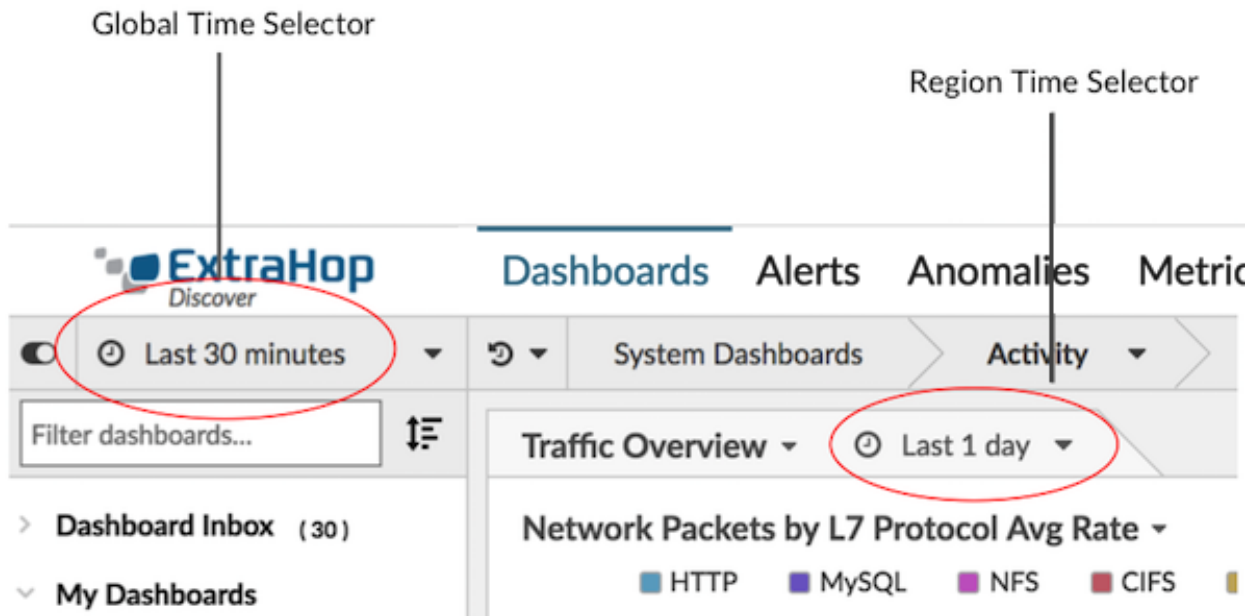 Global Time Selector
Region Time Selector
ExtraHop
Discover
Dashboards Alerts Anomalies Metric
Last 30 minutes
System Dashboards Activity
Filter dashboards...
Traffic Overview Last 1 day
Dashboard Inbox (30)
Network Packets by L7 Protocol Avg Rate
HTTP MySQL NFS CIFS
My Dashboards